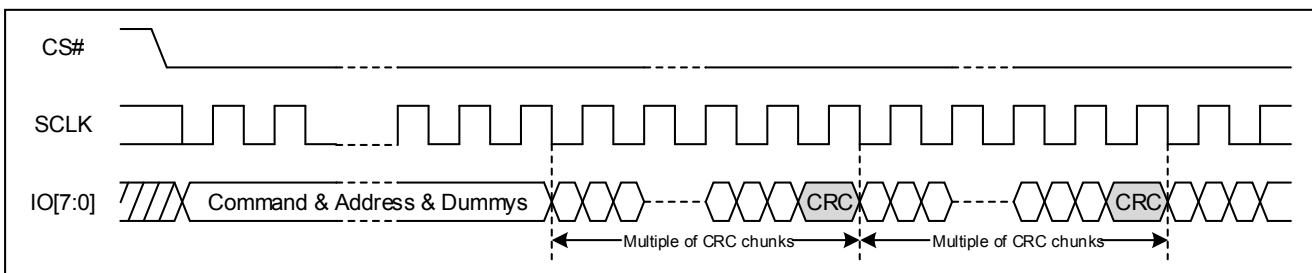 CS#
SCLK
IO[7:0]
Command & Address & Dummys
CRC
CRC
Multiple of CRC chunks
Multiple of CRC chunks